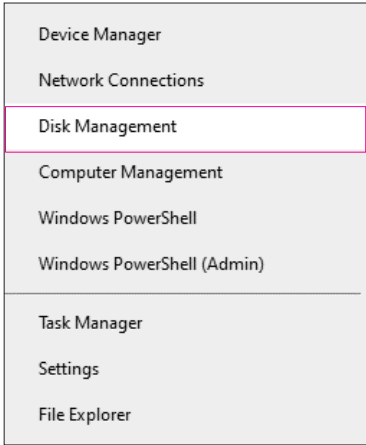 Device Manager
Network Connections
Disk Management
Computer Management
Windows PowerShell
Windows PowerShell (Admin)
Task Manager
Settings
File Explorer